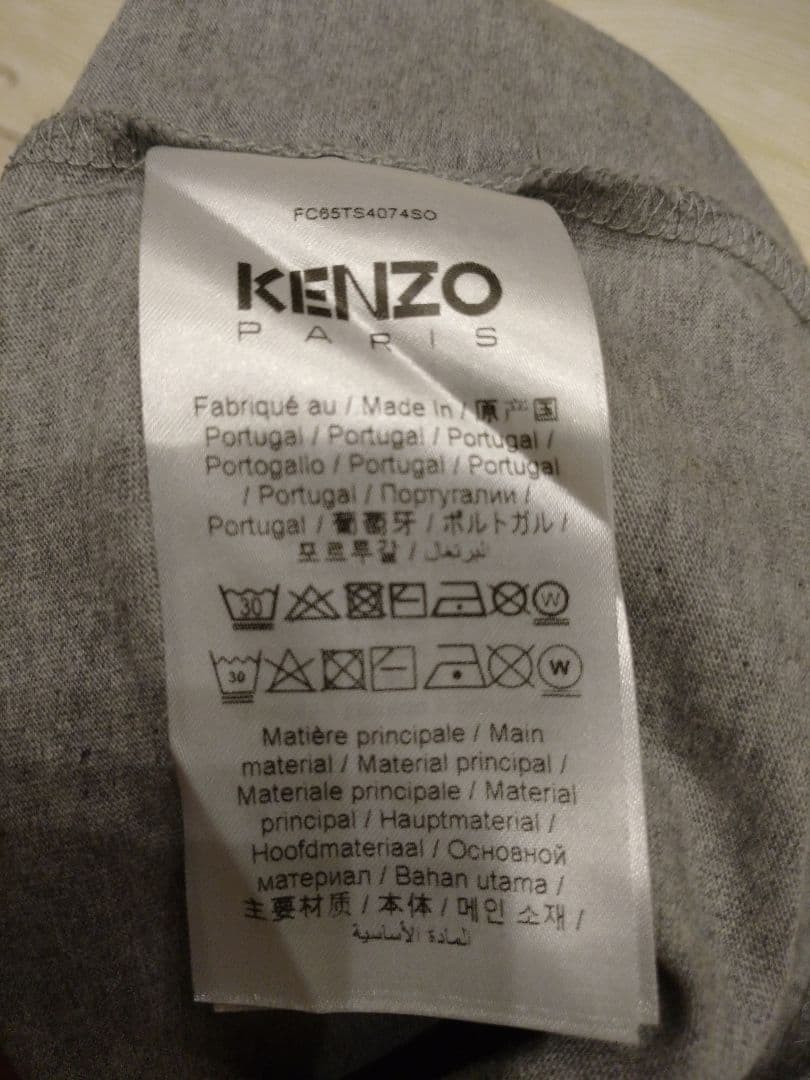 FC65TS4074SO
KENZO
PARIS
Fabriqué au / Made In / 原产国
Portugal / Portugal / Portugal /
Portogallo / Portugal / Portugal
/ Portugal / Португалии /
Portugal / 葡萄牙 / ポルトガル /
포르투갈 / البرتغال
30 W
30 W
Matière principale / Main
material / Material principal /
Materiale principale / Material
principal / Hauptmaterial /
Hoofdmateriaal / Основной
материал / Bahan utama /
主要材质 / 本体 / 메인 소재 /
المادة الأساسية